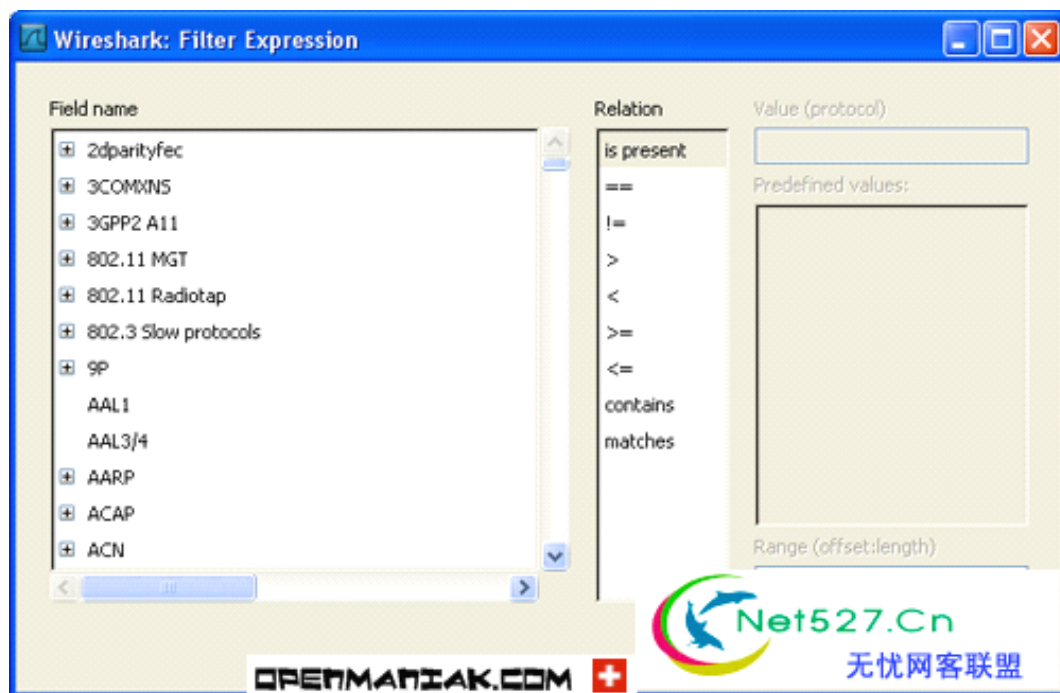 Wireshark: Filter Expression
Field name
2dparityfec
3COMXNS
3GPP2 A11
802.11 MGT
802.11 Radiotap
802.3 Slow protocols
9P
AAL1
AAL3/4
AARP
ACAP
ACN
Relation
is present
==
!=
>
<
>=
<=
contains
matches
Value (protocol)
Predefined values:
Range (offset:length)
OPENMANIAK.COM
Net527.Cn
无忧网客联盟